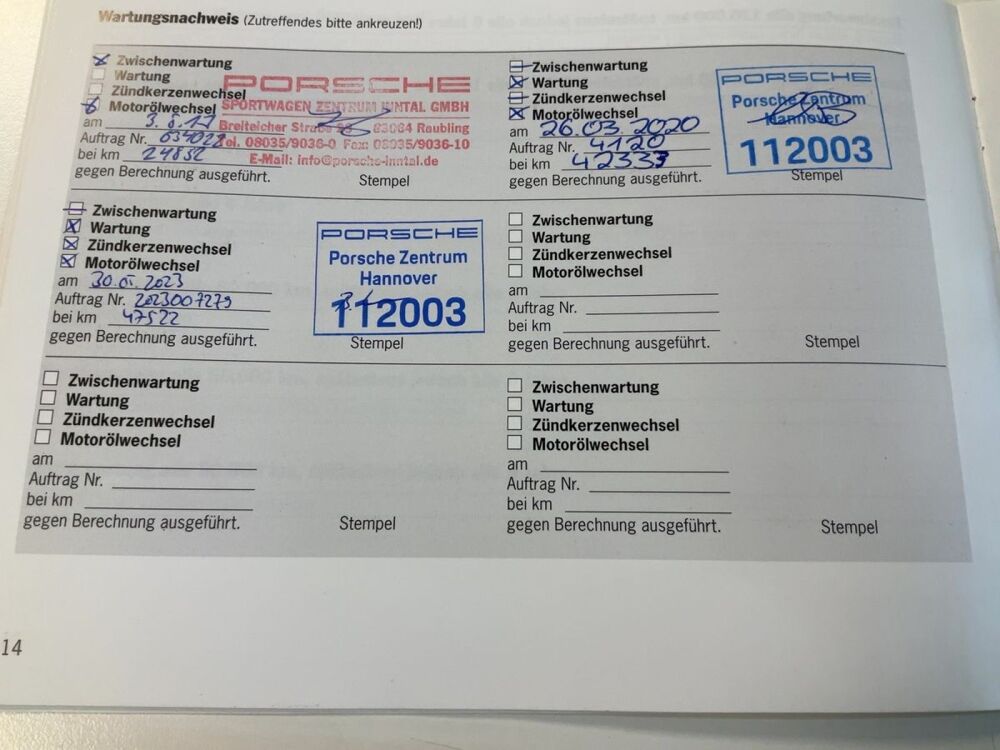 Wartungsnachweis (Zutreffendes bitte ankreuzen!)
Zwischenwartung
Wartung
Zündkerzenwechsel
Motorölwechsel
am
Auftrag Nr.
bei km 24832
gegen Berechnung ausgeführt.
PORSCHE
SPORTWAGEN ZENTRUM INNTAL GMBH
Breiteicher Straße 83064 Raubling
Tel. 08035/9036-0 Fax: 08035/9036-10
E-Mail: info@porsche-inntal.de
Stempel
Zwischenwartung
Wartung
Zündkerzenwechsel
Motorölwechsel
am 26.03.2020
Auftrag Nr. 4120
bei km 42333
gegen Berechnung ausgeführt.
PORSCHE
Porsche Zentrum
Hannover
112003
Stempel
Zwischenwartung
Wartung
Zündkerzenwechsel
Motorölwechsel
am 30.05.2023
Auftrag Nr. 2023007279
bei km 47522
gegen Berechnung ausgeführt.
PORSCHE
Porsche Zentrum
Hannover
112003
Stempel
Zwischenwartung
Wartung
Zündkerzenwechsel
Motorölwechsel
am
Auftrag Nr.
bei km
gegen Berechnung ausgeführt.
Stempel
Zwischenwartung
Wartung
Zündkerzenwechsel
Motorölwechsel
am
Auftrag Nr.
bei km
gegen Berechnung ausgeführt.
Stempel
Zwischenwartung
Wartung
Zündkerzenwechsel
Motorölwechsel
am
Auftrag Nr.
bei km
gegen Berechnung ausgeführt.
Stempel
14